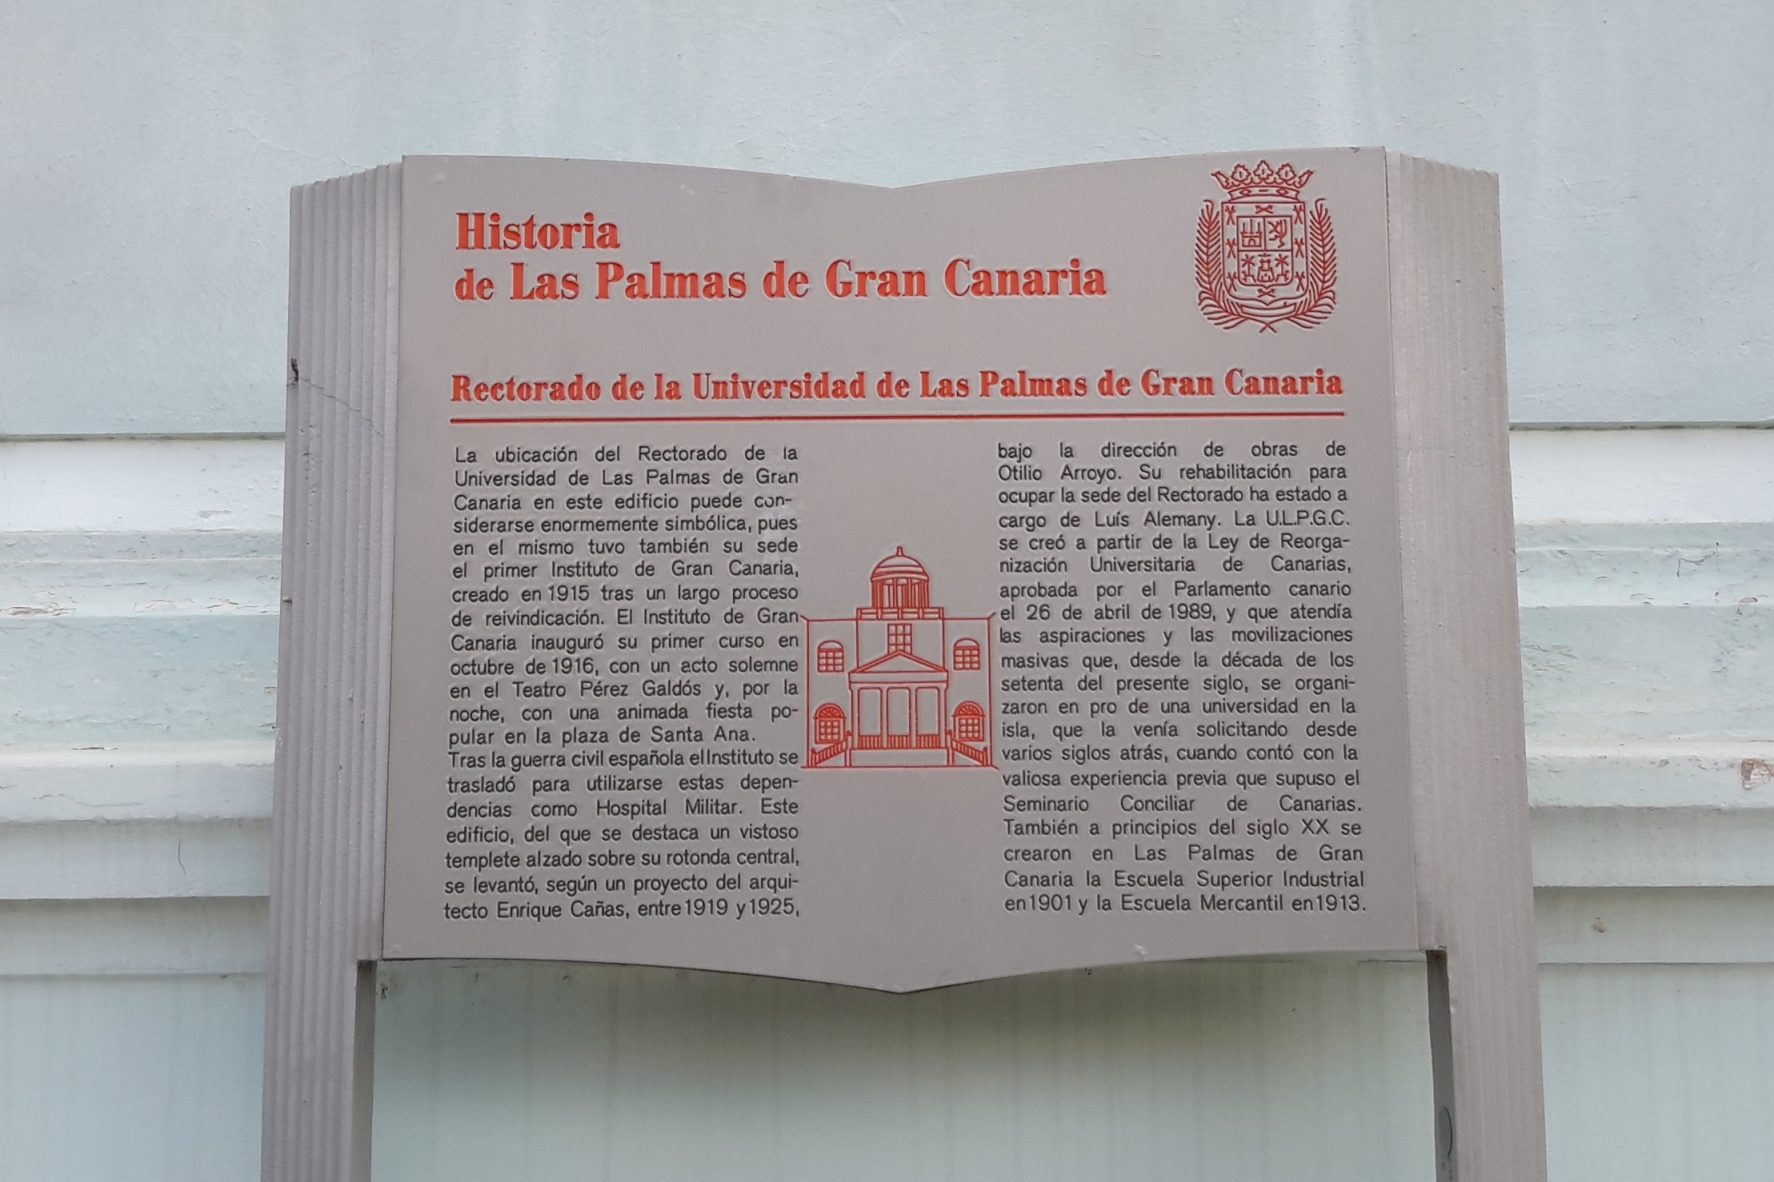 Historia
de Las Palmas de Gran Canaria
Rectorado de la Universidad de Las Palmas de Gran Canaria
La ubicación del Rectorado de la
Universidad de Las Palmas de Gran
Canaria en este edificio puede con-
siderarse enormemente simbólica, pues
en el mismo tuvo también su sede
el primer Instituto de Gran Canaria,
creado en 1915 tras un largo proceso
de reivindicación. El Instituto de Gran
Canaria inauguró su primer curso en
octubre de 1916, con un acto solemne
en el Teatro Pérez Galdós y, por la
noche, con una animada fiesta po-
pular en la plaza de Santa Ana.
Tras la guerra civil española el Instituto se
trasladó para utilizarse estas depen-
dencias como Hospital Militar. Este
edificio, del que se destaca un vistoso
templete alzado sobre su rotonda central,
se levantó, según un proyecto del arqui-
tecto Enrique Cañas, entre 1919 y 1925,
bajo la dirección de obras de
Otilio Arroyo. Su rehabilitación para
ocupar la sede del Rectorado ha estado a
cargo de Luís Alemany. La U.L.P.G.C.
se creó a partir de la Ley de Reorga-
nización Universitaria de Canarias,
aprobada por el Parlamento canario
el 26 de abril de 1989, y que atendía
las aspiraciones y las movilizaciones
masivas que, desde la década de los
setenta del presente siglo, se organi-
zaron en pro de una universidad en la
isla, que la venía solicitando desde
varios siglos atrás, cuando contó con la
valiosa experiencia previa que supuso el
Seminario Conciliar de Canarias.
También a principios del siglo XX se
crearon en Las Palmas de Gran
Canaria la Escuela Superior Industrial
en 1901 y la Escuela Mercantil en 1913.